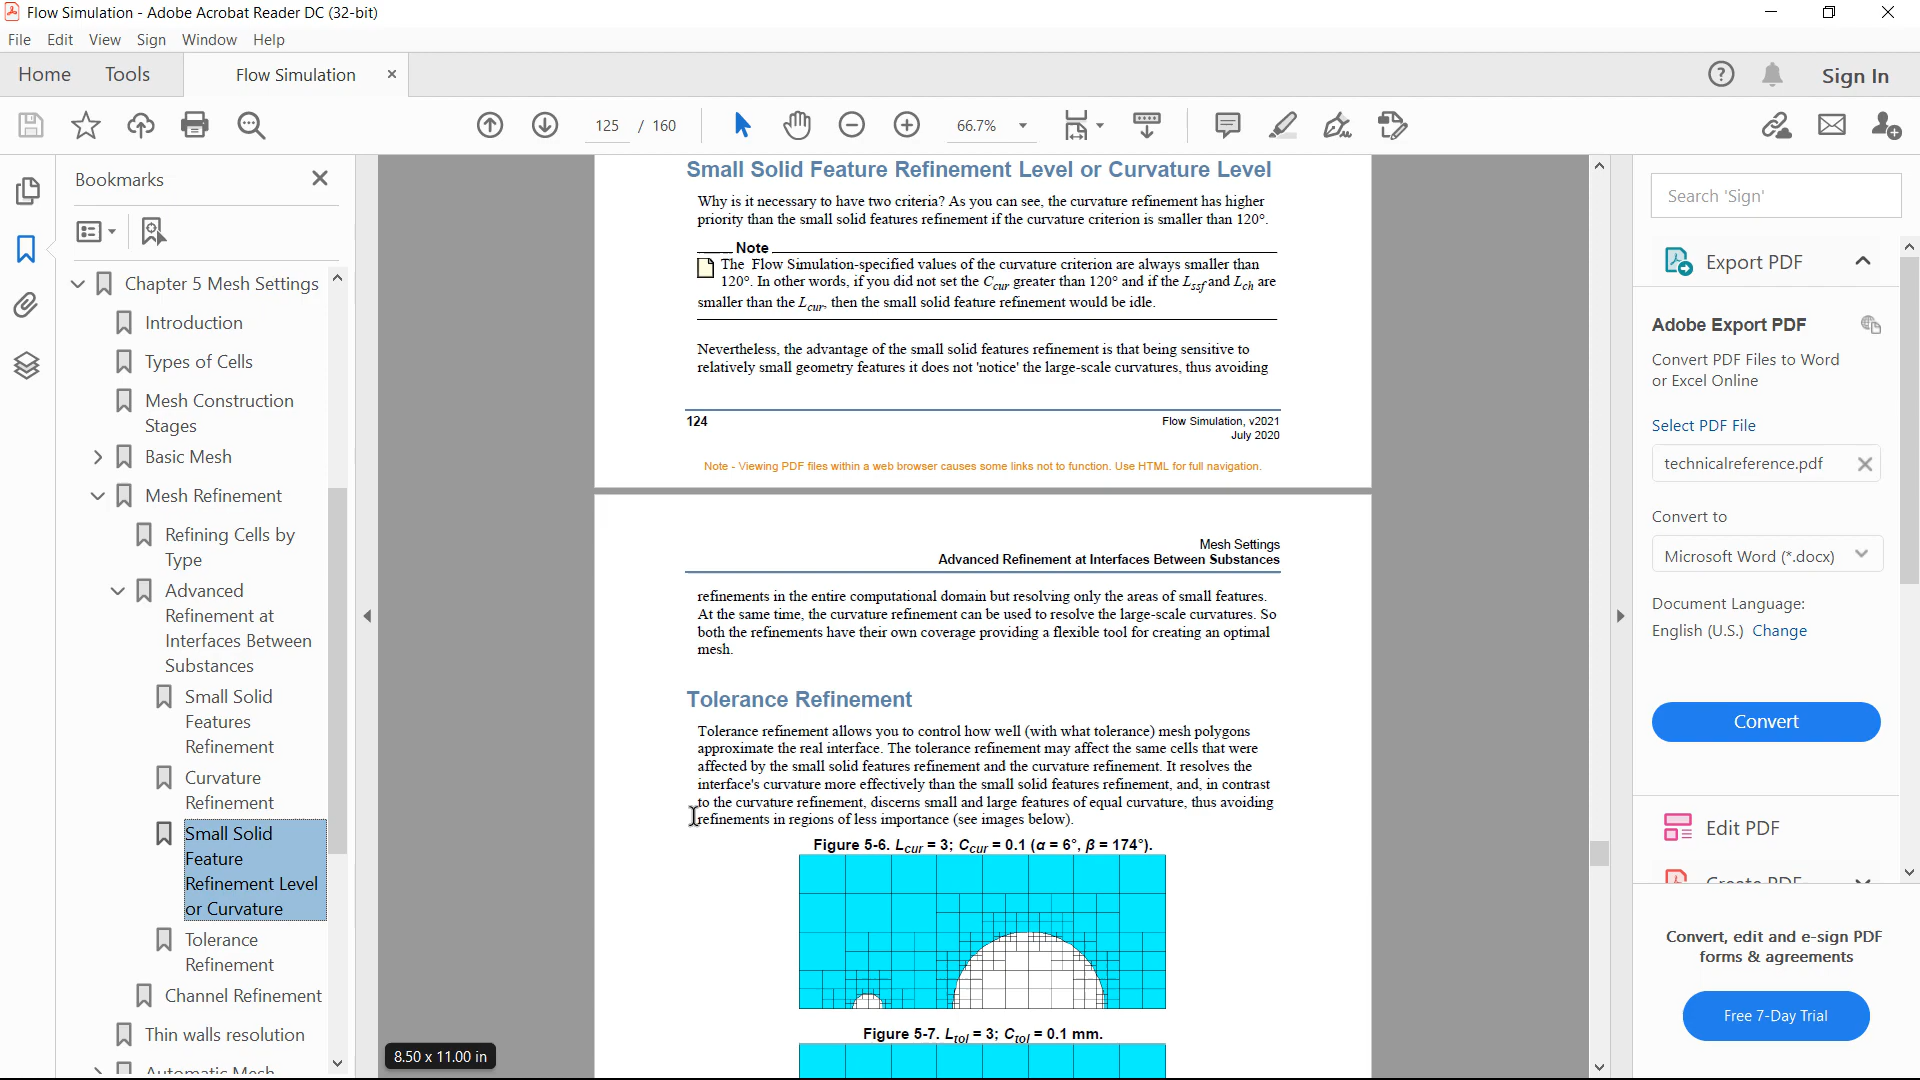 Flow Simulation - Adobe Acrobat Reader DC (32-bit)
File Edit View Sign Window Help
Home Tools Flow Simulation Sign In
125 / 160 66.7%
Bookmarks
Chapter 5 Mesh Settings
Introduction
Types of Cells
Mesh Construction
Stages
Basic Mesh
Mesh Refinement
Refining Cells by
Type
Advanced
Refinement at
Interfaces Between
Substances
Small Solid
Features
Refinement
Curvature
Refinement
Small Solid
Feature
Refinement Level
or Curvature
Tolerance
Refinement
Channel Refinement
Thin walls resolution
Automatic Mesh
8.50 x 11.00 in
Small Solid Feature Refinement Level or Curvature Level
Why is it necessary to have two criteria? As you can see, the curvature refinement has higher
priority than the small solid features refinement if the curvature criterion is smaller than 120°.
Note
The Flow Simulation-specified values of the curvature criterion are always smaller than
120°. In other words, if you did not set the Ccur greater than 120° and if the Lssf and Lch are
smaller than the Lcur, then the small solid feature refinement would be idle.
Nevertheless, the advantage of the small solid features refinement is that being sensitive to
relatively small geometry features it does not 'notice' the large-scale curvatures, thus avoiding
124 Flow Simulation, v2021
July 2020
Note - Viewing PDF files within a web browser causes some links not to function. Use HTML for full navigation.
Mesh Settings
Advanced Refinement at Interfaces Between Substances
refinements in the entire computational domain but resolving only the areas of small features.
At the same time, the curvature refinement can be used to resolve the large-scale curvatures. So
both the refinements have their own coverage providing a flexible tool for creating an optimal
mesh.
Tolerance Refinement
Tolerance refinement allows you to control how well (with what tolerance) mesh polygons
approximate the real interface. The tolerance refinement may affect the same cells that were
affected by the small solid features refinement and the curvature refinement. It resolves the
interface's curvature more effectively than the small solid features refinement, and, in contrast
to the curvature refinement, discerns small and large features of equal curvature, thus avoiding
refinements in regions of less importance (see images below).
Figure 5-6. Lcur = 3; Ccur = 0.1 (α = 6°, β = 174°).
Figure 5-7. Ltol = 3; Ctol = 0.1 mm.
Search 'Sign'
Export PDF
Adobe Export PDF
Convert PDF Files to Word
or Excel Online
Select PDF File
technicalreference.pdf
Convert to
Microsoft Word (*.docx)
Document Language:
English (U.S.) Change
Convert
Edit PDF
Create PDF
Convert, edit and e-sign PDF
forms & agreements
Free 7-Day Trial